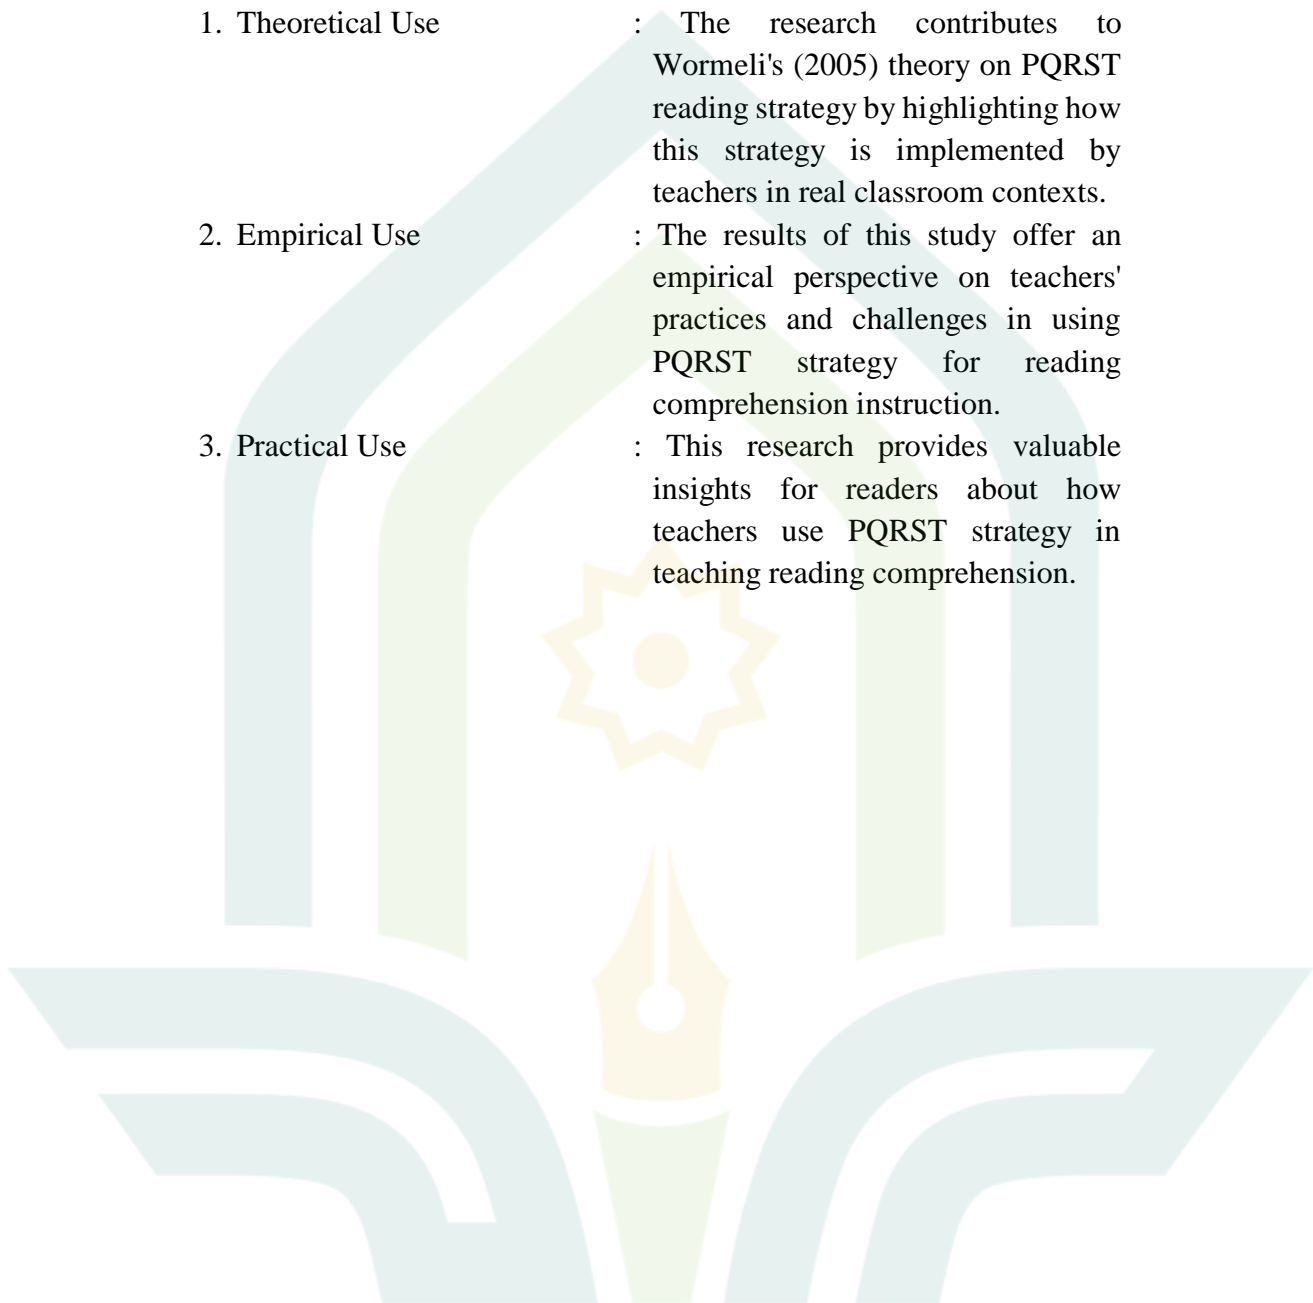 1. Theoretical Use : The research contributes to
Wormeli's (2005) theory on PQRST
reading strategy by highlighting how
this strategy is implemented by
teachers in real classroom contexts.
2. Empirical Use : The results of this study offer an
empirical perspective on teachers'
practices and challenges in using
PQRST strategy for reading
comprehension instruction.
3. Practical Use : This research provides valuable
insights for readers about how
teachers use PQRST strategy in
teaching reading comprehension.